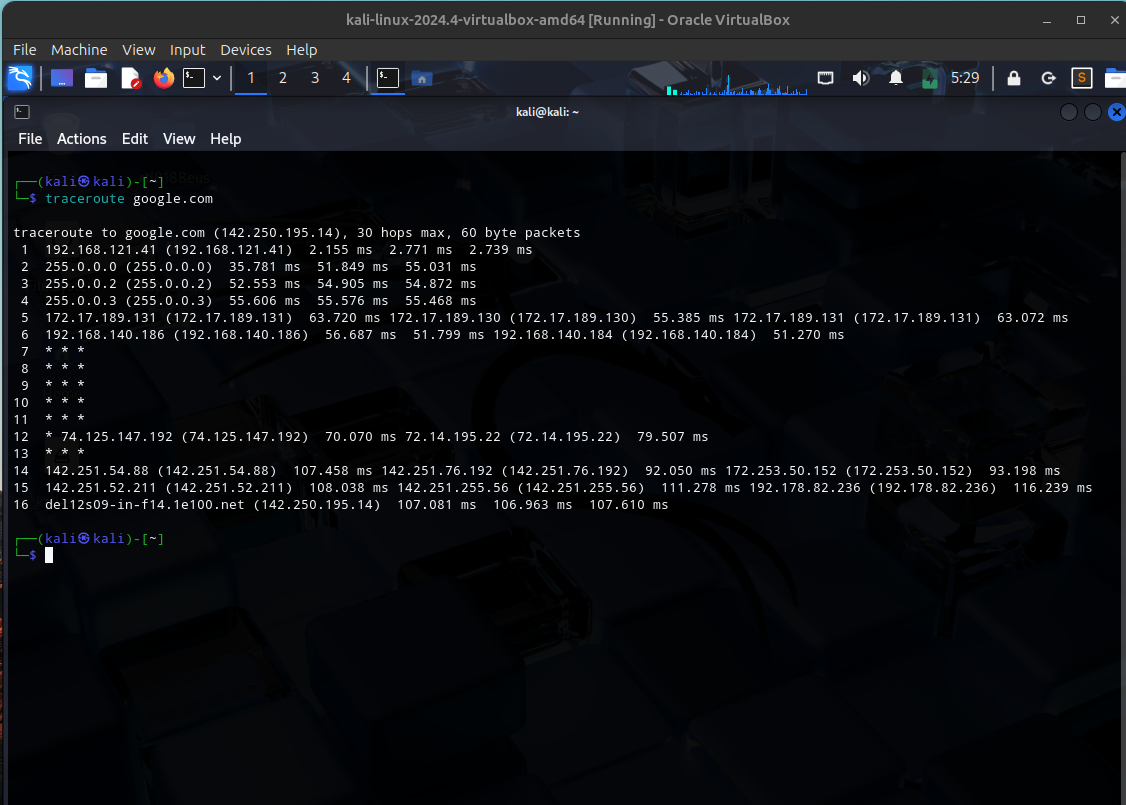 kali-linux-2024.4-virtualbox-amd64 [Running] - Oracle VirtualBox
File Machine View Input Devices Help
1 2 3 4 5:29 S
kali@kali: ~
File Actions Edit View Help
┌──(kali㉿kali)-[~]
└─$ traceroute google.com
traceroute to google.com (142.250.195.14), 30 hops max, 60 byte packets
1 192.168.121.41 (192.168.121.41) 2.155 ms 2.771 ms 2.739 ms
2 255.0.0.0 (255.0.0.0) 35.781 ms 51.849 ms 55.031 ms
3 255.0.0.2 (255.0.0.2) 52.553 ms 54.905 ms 54.872 ms
4 255.0.0.3 (255.0.0.3) 55.606 ms 55.576 ms 55.468 ms
5 172.17.189.131 (172.17.189.131) 63.720 ms 172.17.189.130 (172.17.189.130) 55.385 ms 172.17.189.131 (172.17.189.131) 63.072 ms
6 192.168.140.186 (192.168.140.186) 56.687 ms 51.799 ms 192.168.140.184 (192.168.140.184) 51.270 ms
7 * * *
8 * * *
9 * * *
10 * * *
11 * * *
12 * 74.125.147.192 (74.125.147.192) 70.070 ms 72.14.195.22 (72.14.195.22) 79.507 ms
13 * * *
14 142.251.54.88 (142.251.54.88) 107.458 ms 142.251.76.192 (142.251.76.192) 92.050 ms 172.253.50.152 (172.253.50.152) 93.198 ms
15 142.251.52.211 (142.251.52.211) 108.038 ms 142.251.255.56 (142.251.255.56) 111.278 ms 192.178.82.236 (192.178.82.236) 116.239 ms
16 del12s09-in-f14.1e100.net (142.250.195.14) 107.081 ms 106.963 ms 107.610 ms
┌──(kali㉿kali)-[~]
└─$